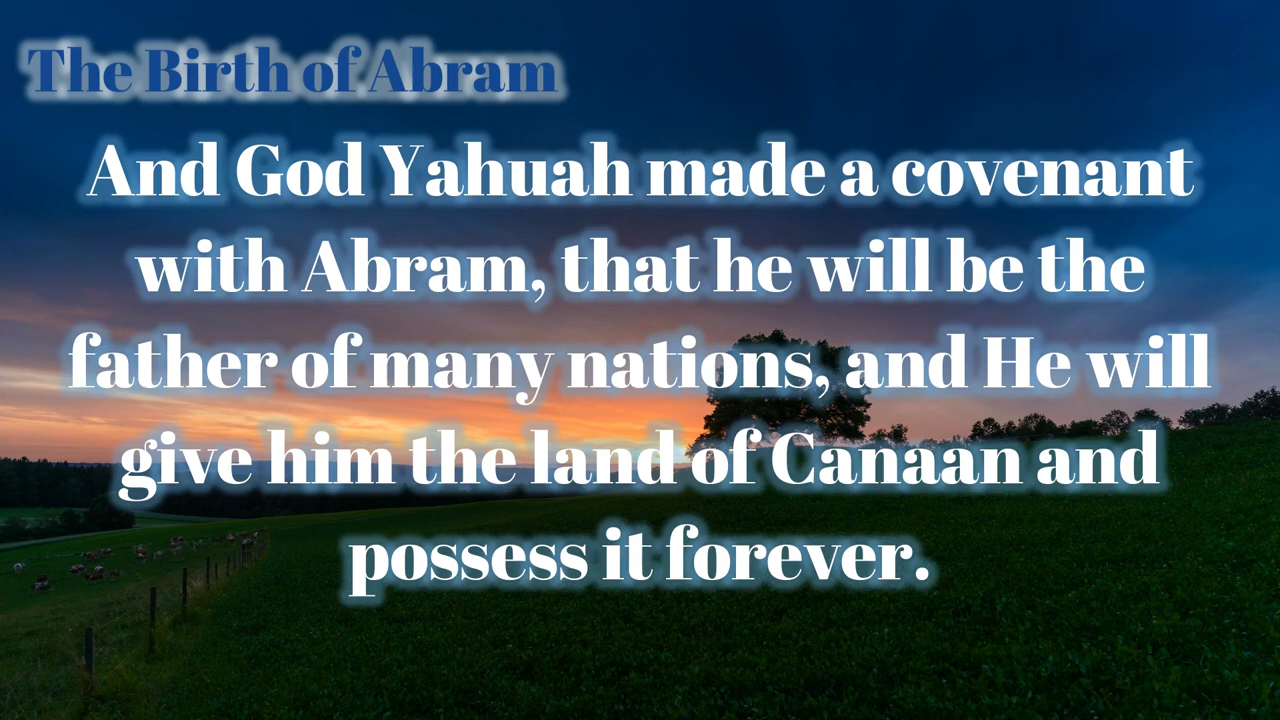 The Birth of Abram
And God Yahuah made a covenant
with Abram, that he will be the
father of many nations, and He will
give him the land of Canaan and
possess it forever.